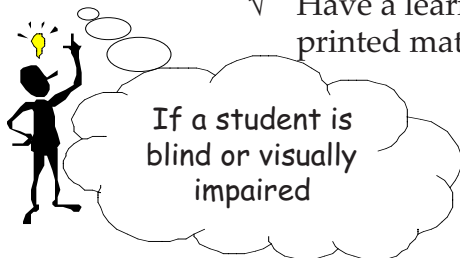 √ Have a learn
printed mat
If a student is
blind or visually
impaired